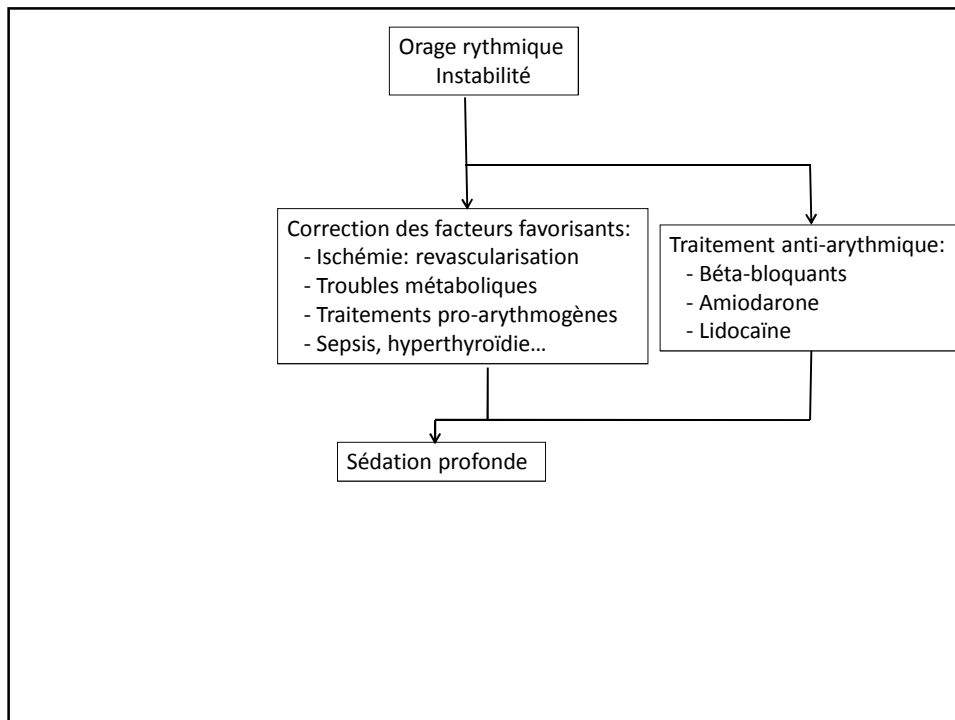 Orage rythmique
Instabilité
Correction des facteurs favorisants:
- Ischémie: revascularisation
- Troubles métaboliques
- Traitements pro-arythmogènes
- Sepsis, hyperthyroïdie...
Traitement anti-arythmique:
- Béta-bloquants
- Amiodarone
- Lidocaïne
Sédation profonde